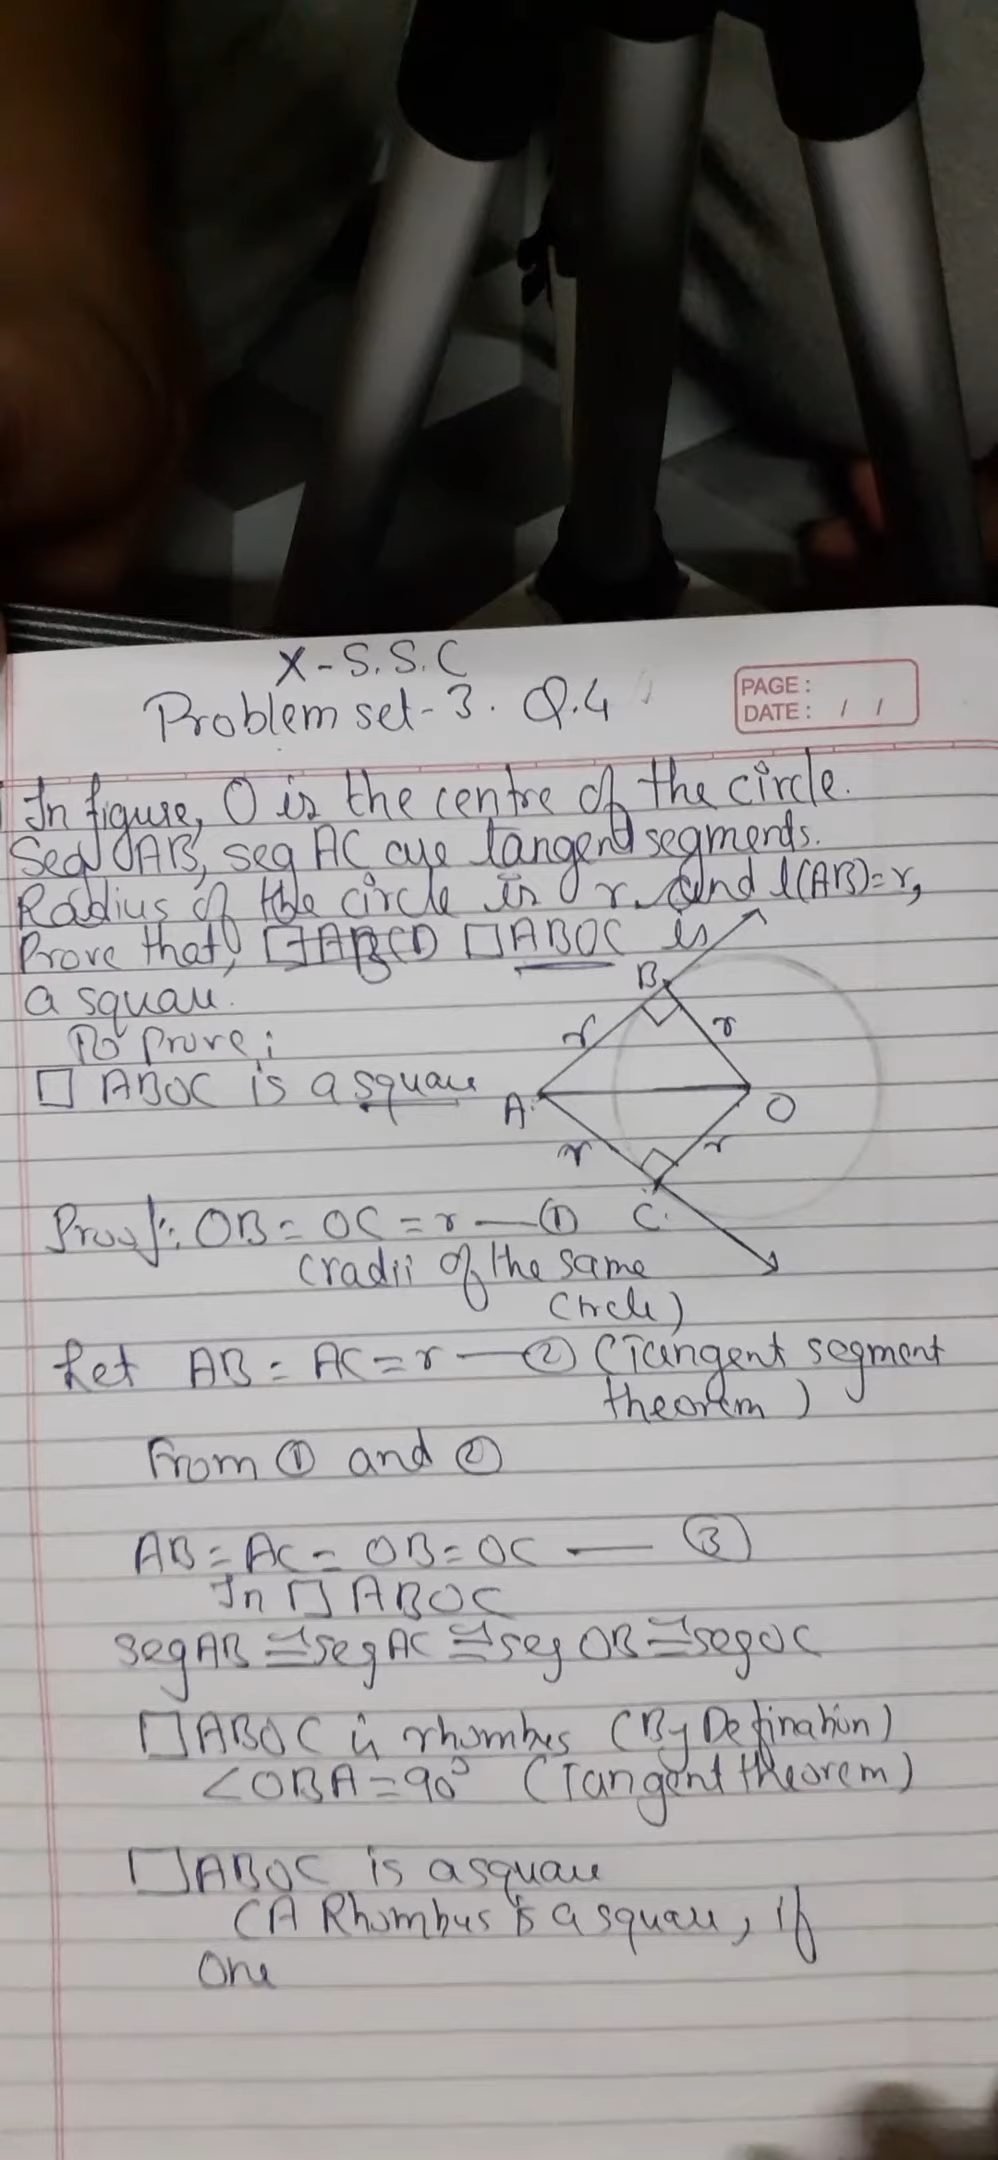 X-S.S.C
Problem set-3. Q.4
PAGE:
DATE: / /
In figure, O is the centre of the circle.
Seg AB, seg AC are tangent segments.
Radius of the circle is r and l(AB)=r,
Prove that, □ABCD □ABOC is
a square.
To prove:
□ ABOC is a square
B
r
r
A
O
r
r
C
Proof: OB = OC = r — ①
(radii of the same
Circle)
Let AB = AC = r — ② (Tangent segment
theorem)
From ① and ②
AB = AC = OB = OC — ③
In □ ABOC
seg AB ≅ seg AC ≅ seg OB ≅ seg OC
□ABOC is rhombus (By Defination)
∠OBA = 90° (Tangent theorem)
□ABOC is a square
(A Rhombus is a square, if
one